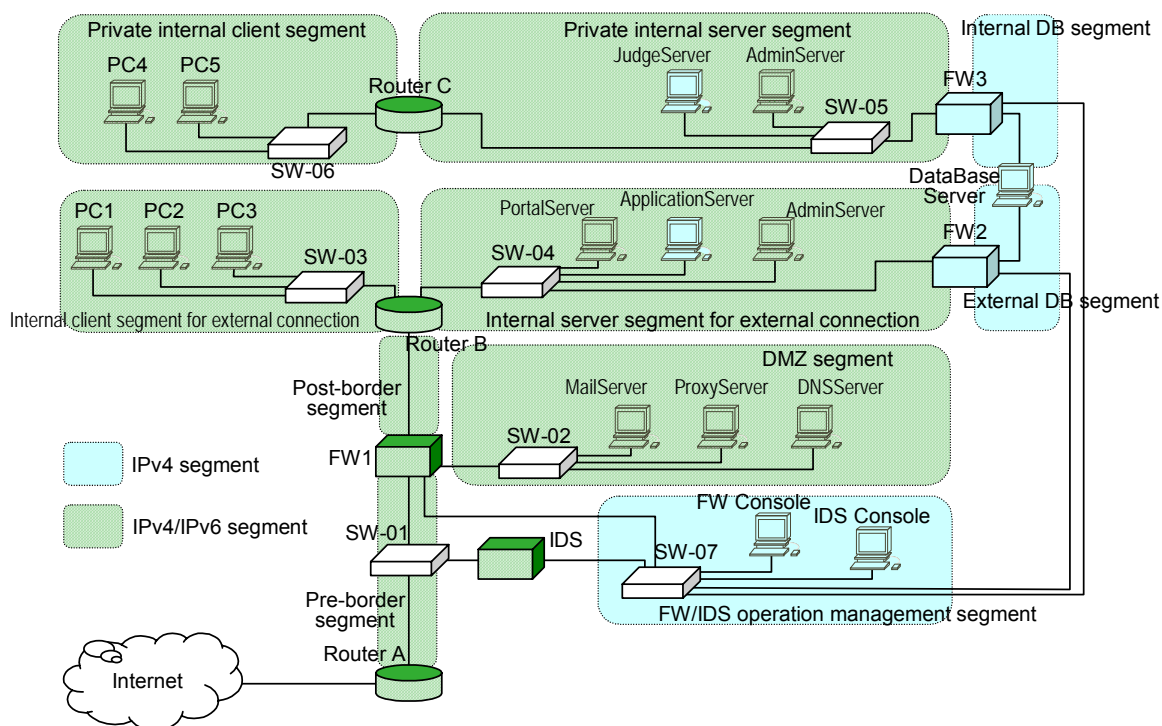 Private internal client segment
Private internal server segment
Internal DB segment
PC4
PC5
Router C
JudgeServer
AdminServer
FW3
SW-05
SW-06
DataBase
Server
PC1
PC2
PC3
SW-03
PortalServer
ApplicationServer
AdminServer
SW-04
FW2
External DB segment
Internal client segment for external connection
Internal server segment for external connection
Router B
DMZ segment
Post-border
segment
MailServer
ProxyServer
DNSServer
SW-02
FW1
IPv4 segment
IPv4/IPv6 segment
SW-01
IDS
FW Console
IDS Console
SW-07
Pre-border
segment
FW/IDS operation management segment
Router A
Internet